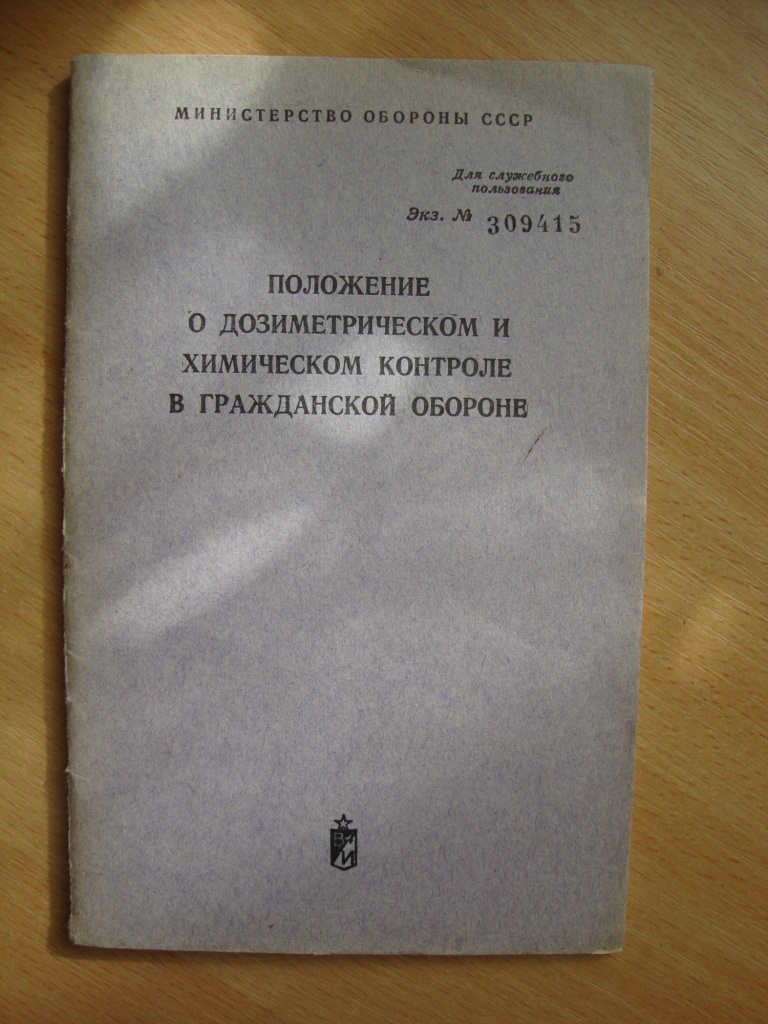 МИНИСТЕРСТВО ОБОРОНЫ СССР
Для служебного
пользования
Экз. № 309415
ПОЛОЖЕНИЕ
О ДОЗИМЕТРИЧЕСКОМ И
ХИМИЧЕСКОМ КОНТРОЛЕ
В ГРАЖДАНСКОЙ ОБОРОНЕ